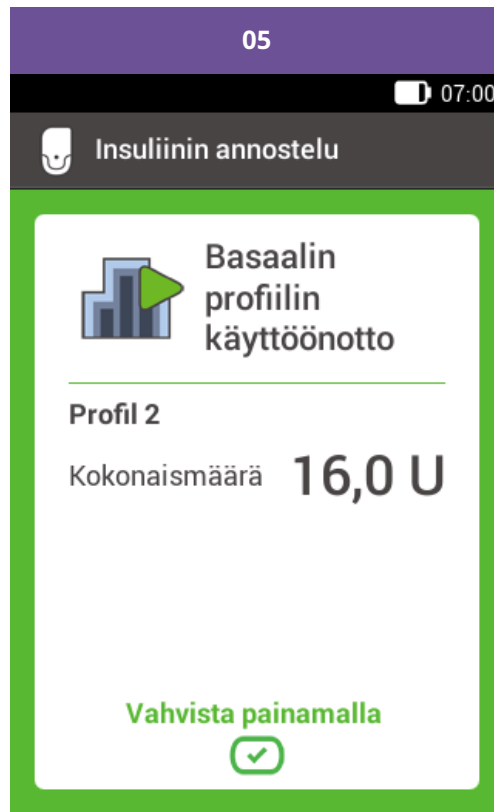 05
07:00
Insuliinin annostelu
Basaalin
profiilin
käyttöönotto
Profil 2
Kokonaismäärä 16,0 U
Vahvista painamalla